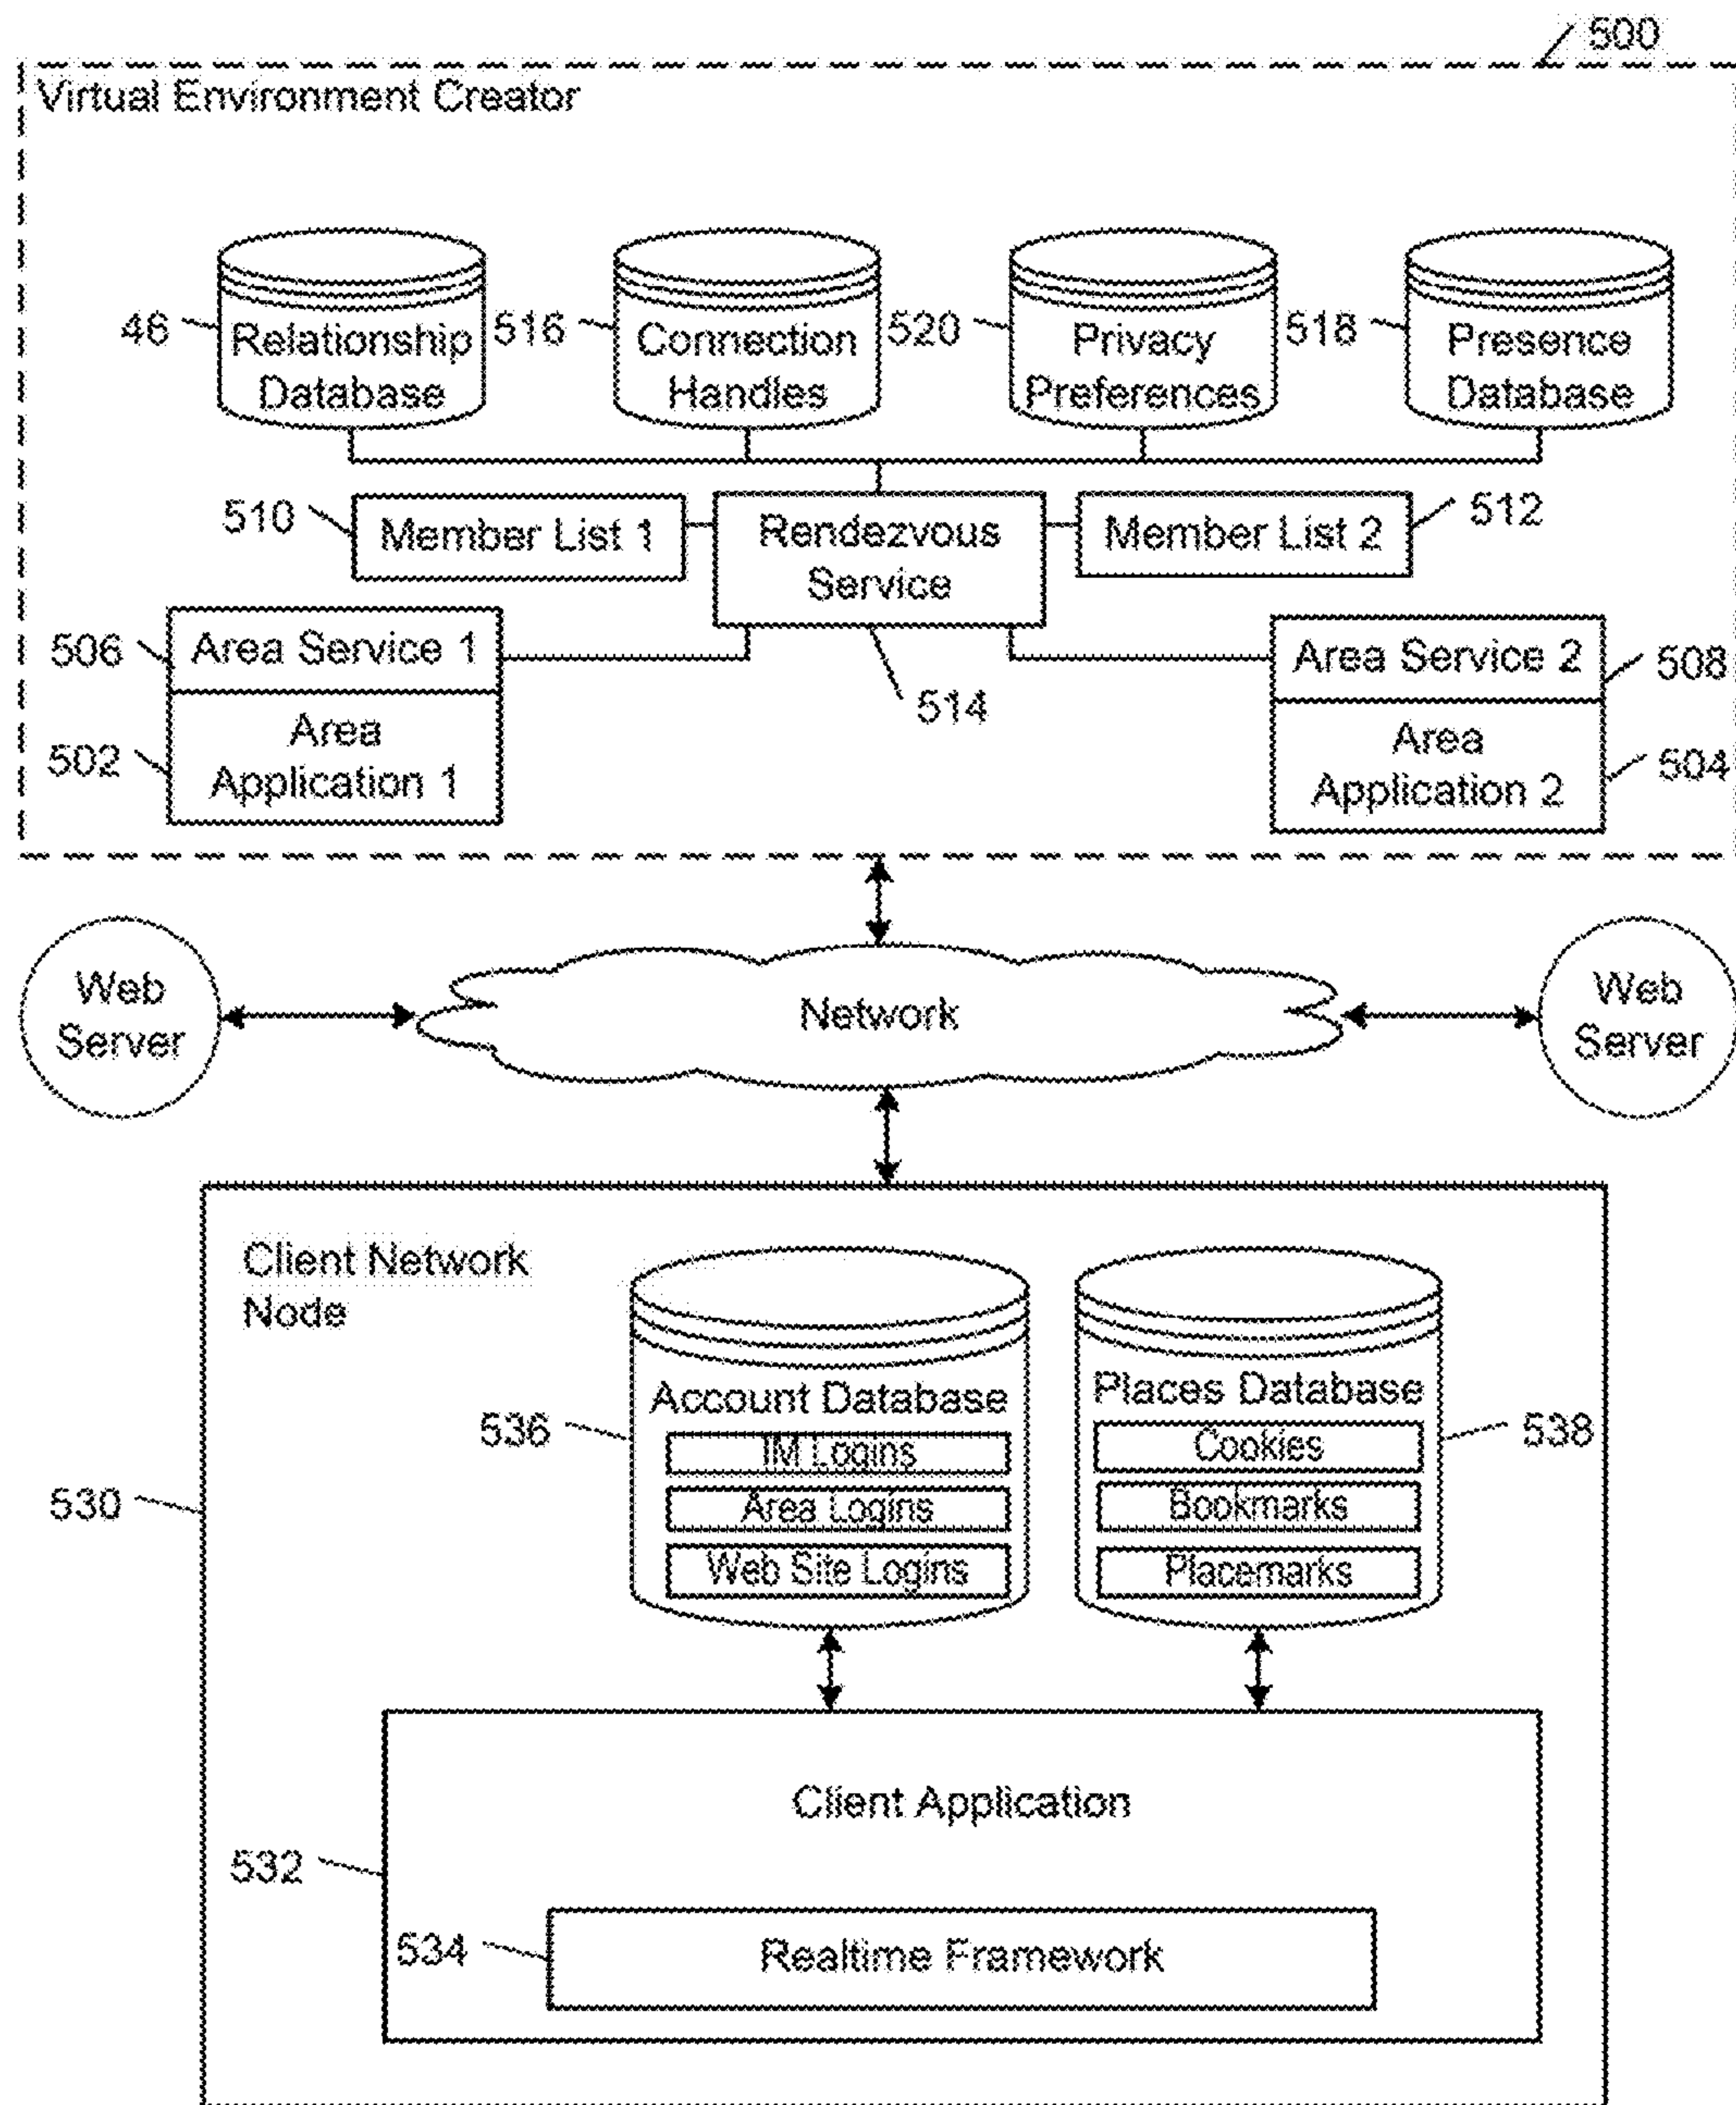 500
Virtual Environment Creator
46
Relationship
Database
516
Connection
Handles
520
Privacy
Preferences
518
Presence
Database
510
Member List 1
Rendezvous
Service
Member List 2
512
506
Area Service 1
514
Area Service 2
508
502
Area
Application 1
Area
Application 2
504
Web
Server
Network
Web
Server
Client Network
Node
530
536
Account Database
IM Logins
Area Logins
Web Site Logins
Places Database
Cookies
Bookmarks
Placemarks
538
Client Application
532
534
Realtime Framework